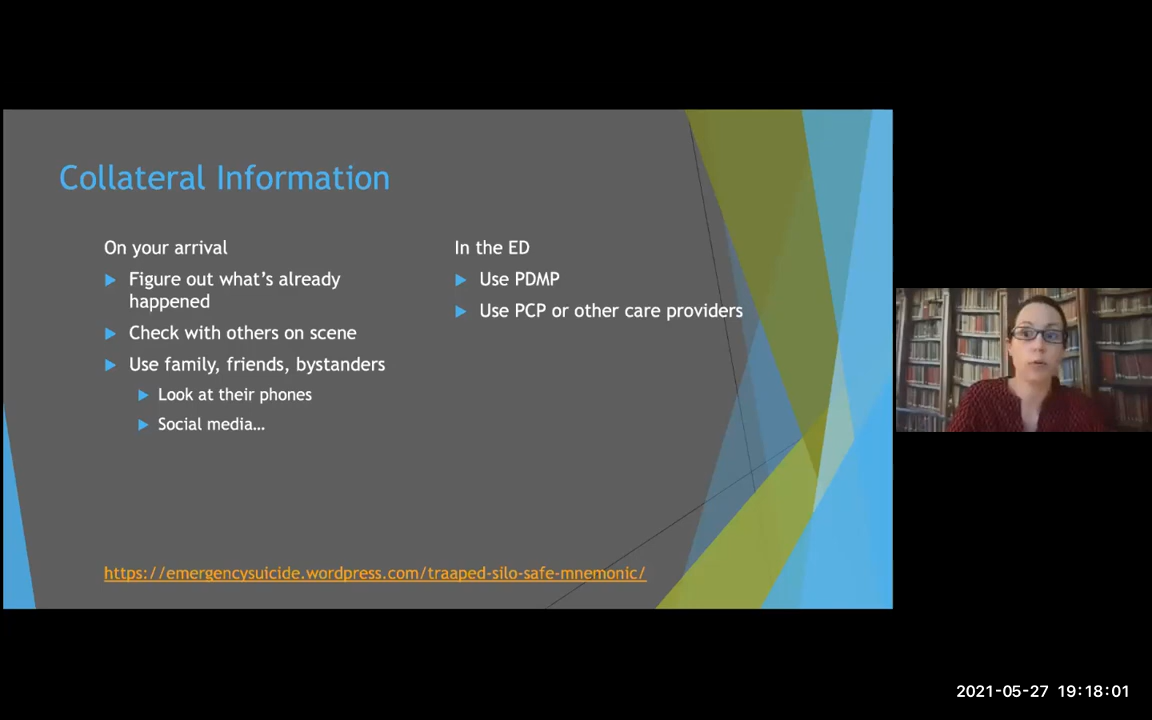 Collateral Information
On your arrival
Figure out what's already
happened
Check with others on scene
Use family, friends, bystanders
Look at their phones
Social media…
In the ED
Use PDMP
Use PCP or other care providers
https://emergencysuicide.wordpress.com/traaped-silo-safe-mnemonic/
2021-05-27 19:18:01